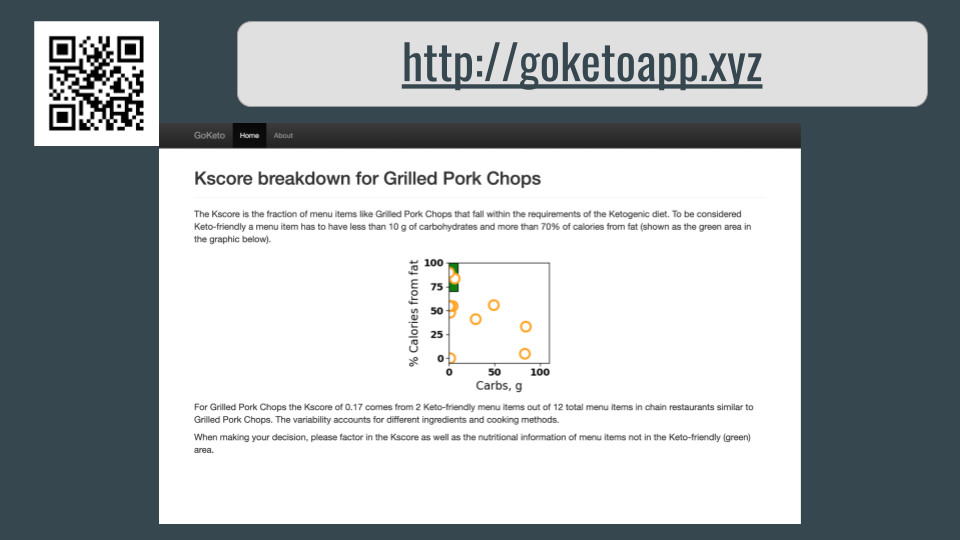 http://goketoapp.xyz
GoKeto Home About
Kscore breakdown for Grilled Pork Chops
The Kscore is the fraction of menu items like Grilled Pork Chops that fall within the requirements of the Ketogenic diet. To be considered
Keto-friendly a menu item has to have less than 10 g of carbohydrates and more than 70% of calories from fat (shown as the green area in
the graphic below).
% Calories from fat
100
75
50
25
0
0 50 100
Carbs, g
For Grilled Pork Chops the Kscore of 0.17 comes from 2 Keto-friendly menu items out of 12 total menu items in chain restaurants similar to
Grilled Pork Chops. The variability accounts for different ingredients and cooking methods.
When making your decision, please factor in the Kscore as well as the nutritional information of menu items not in the Keto-friendly (green)
area.